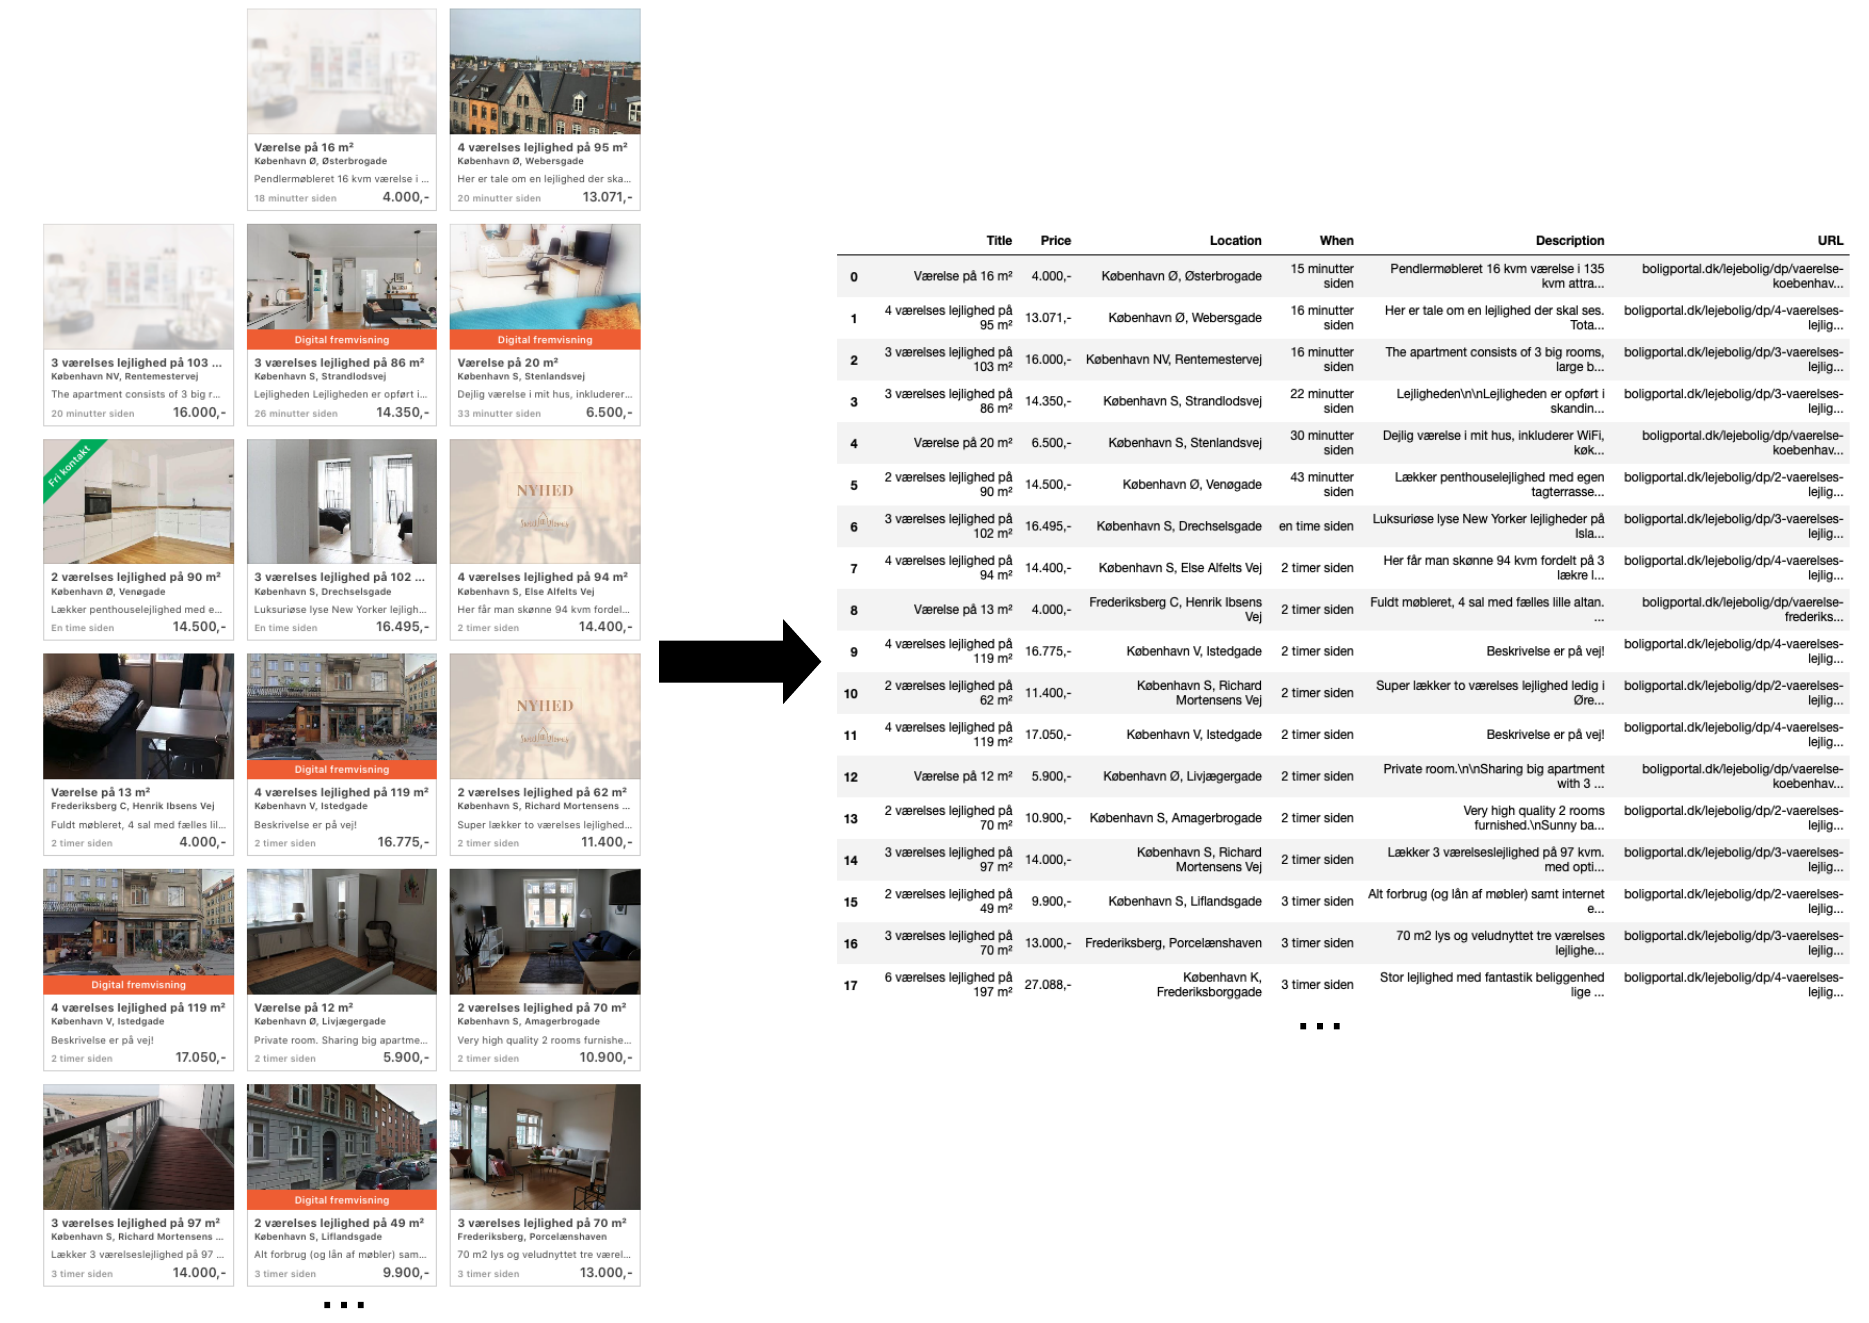 Værelse på 16 m²
København Ø, Østerbrogade
Pendlermøbleret 16 kvm værelse i ...
18 minutter siden 4.000,-
4 værelses lejlighed på 95 m²
København Ø, Webersgade
Her er tale om en lejlighed der ska...
20 minutter siden 13.071,-
3 værelses lejlighed på 103 ...
København NV, Rentemestervej
The apartment consists of 3 big r...
20 minutter siden 16.000,-
Digital fremvisning
3 værelses lejlighed på 86 m²
København S, Strandlodsvej
Lejligheden Lejligheden er opført i...
26 minutter siden 14.350,-
Digital fremvisning
Værelse på 20 m²
København S, Stenlandsvej
Dejlig værelse i mit hus, inkluderer...
33 minutter siden 6.500,-
Fri kontakt
2 værelses lejlighed på 90 m²
København Ø, Venøgade
Lækker penthouselejlighed med e...
En time siden 14.500,-
3 værelses lejlighed på 102 ...
København S, Drechselsgade
Luksuriøse lyse New Yorker lejligh...
En time siden 16.495,-
NYHED
4 værelses lejlighed på 94 m²
København S, Else Alfelts Vej
Her får man skønne 94 kvm fordel...
2 timer siden 14.400,-
Værelse på 13 m²
Frederiksberg C, Henrik Ibsens Vej
Fuldt møbleret, 4 sal med fælles lil...
2 timer siden 4.000,-
Digital fremvisning
4 værelses lejlighed på 119 m²
København V, Istedgade
Beskrivelse er på vej!
2 timer siden 16.775,-
NYHED
2 værelses lejlighed på 62 m²
København S, Richard Mortensens ...
Super lækker to værelses lejlighed...
2 timer siden 11.400,-
Digital fremvisning
4 værelses lejlighed på 119 m²
København V, Istedgade
Beskrivelse er på vej!
2 timer siden 17.050,-
Værelse på 12 m²
København Ø, Livjægergade
Private room. Sharing big apartme...
2 timer siden 5.900,-
2 værelses lejlighed på 70 m²
København S, Amagerbrogade
Very high quality 2 rooms furnishe...
2 timer siden 10.900,-
3 værelses lejlighed på 97 m²
København S, Richard Mortensens ...
Lækker 3 værelseslejlighed på 97 ...
3 timer siden 14.000,-
Digital fremvisning
2 værelses lejlighed på 49 m²
København S, Liflandsgade
Alt forbrug (og lån af møbler) sam...
3 timer siden 9.900,-
3 værelses lejlighed på 70 m²
Frederiksberg, Porcelænshaven
70 m2 lys og veludnyttet tre værel...
3 timer siden 13.000,-
...
Title Price Location When Description URL
0 Værelse på 16 m² 4.000,- København Ø, Østerbrogade 15 minutter siden Pendlermøbleret 16 kvm værelse i 135 kvm attra... boligportal.dk/lejebolig/dp/vaerelse-koebenhav...
1 4 værelses lejlighed på 95 m² 13.071,- København Ø, Webersgade 16 minutter siden Her er tale om en lejlighed der skal ses. Tota... boligportal.dk/lejebolig/dp/4-vaerelses-lejlig...
2 3 værelses lejlighed på 103 m² 16.000,- København NV, Rentemestervej 16 minutter siden The apartment consists of 3 big rooms, large b... boligportal.dk/lejebolig/dp/3-vaerelses-lejlig...
3 3 værelses lejlighed på 86 m² 14.350,- København S, Strandlodsvej 22 minutter siden Lejligheden\n\nLejligheden er opført i skandin... boligportal.dk/lejebolig/dp/3-vaerelses-lejlig...
4 Værelse på 20 m² 6.500,- København S, Stenlandsvej 30 minutter siden Dejlig værelse i mit hus, inkluderer WiFi, køk... boligportal.dk/lejebolig/dp/vaerelse-koebenhav...
5 2 værelses lejlighed på 90 m² 14.500,- København Ø, Venøgade 43 minutter siden Lækker penthouselejlighed med egen tagterrasse... boligportal.dk/lejebolig/dp/2-vaerelses-lejlig...
6 3 værelses lejlighed på 102 m² 16.495,- København S, Drechselsgade en time siden Luksuriøse lyse New Yorker lejligheder på Isla... boligportal.dk/lejebolig/dp/3-vaerelses-lejlig...
7 4 værelses lejlighed på 94 m² 14.400,- København S, Else Alfelts Vej 2 timer siden Her får man skønne 94 kvm fordelt på 3 lækre l... boligportal.dk/lejebolig/dp/4-vaerelses-lejlig...
8 Værelse på 13 m² 4.000,- Frederiksberg C, Henrik Ibsens Vej 2 timer siden Fuldt møbleret, 4 sal med fælles lille altan. ... boligportal.dk/lejebolig/dp/vaerelse-frederiks...
9 4 værelses lejlighed på 119 m² 16.775,- København V, Istedgade 2 timer siden Beskrivelse er på vej! boligportal.dk/lejebolig/dp/4-vaerelses-lejlig...
10 2 værelses lejlighed på 62 m² 11.400,- København S, Richard Mortensens Vej 2 timer siden Super lækker to værelses lejlighed ledig i Øre... boligportal.dk/lejebolig/dp/2-vaerelses-lejlig...
11 4 værelses lejlighed på 119 m² 17.050,- København V, Istedgade 2 timer siden Beskrivelse er på vej! boligportal.dk/lejebolig/dp/4-vaerelses-lejlig...
12 Værelse på 12 m² 5.900,- København Ø, Livjægergade 2 timer siden Private room.\n\nSharing big apartment with 3 ... boligportal.dk/lejebolig/dp/vaerelse-koebenhav...
13 2 værelses lejlighed på 70 m² 10.900,- København S, Amagerbrogade 2 timer siden Very high quality 2 rooms furnished.\nSunny ba... boligportal.dk/lejebolig/dp/2-vaerelses-lejlig...
14 3 værelses lejlighed på 97 m² 14.000,- København S, Richard Mortensens Vej 2 timer siden Lækker 3 værelseslejlighed på 97 kvm. med opti... boligportal.dk/lejebolig/dp/3-vaerelses-lejlig...
15 2 værelses lejlighed på 49 m² 9.900,- København S, Liflandsgade 3 timer siden Alt forbrug (og lån af møbler) samt internet e... boligportal.dk/lejebolig/dp/2-vaerelses-lejlig...
16 3 værelses lejlighed på 70 m² 13.000,- Frederiksberg, Porcelænshaven 3 timer siden 70 m2 lys og veludnyttet tre værelses lejlighe... boligportal.dk/lejebolig/dp/3-vaerelses-lejlig...
17 6 værelses lejlighed på 197 m² 27.088,- København K, Frederiksborggade 3 timer siden Stor lejlighed med fantastik beliggenhed lige ... boligportal.dk/lejebolig/dp/4-vaerelses-lejlig...
...